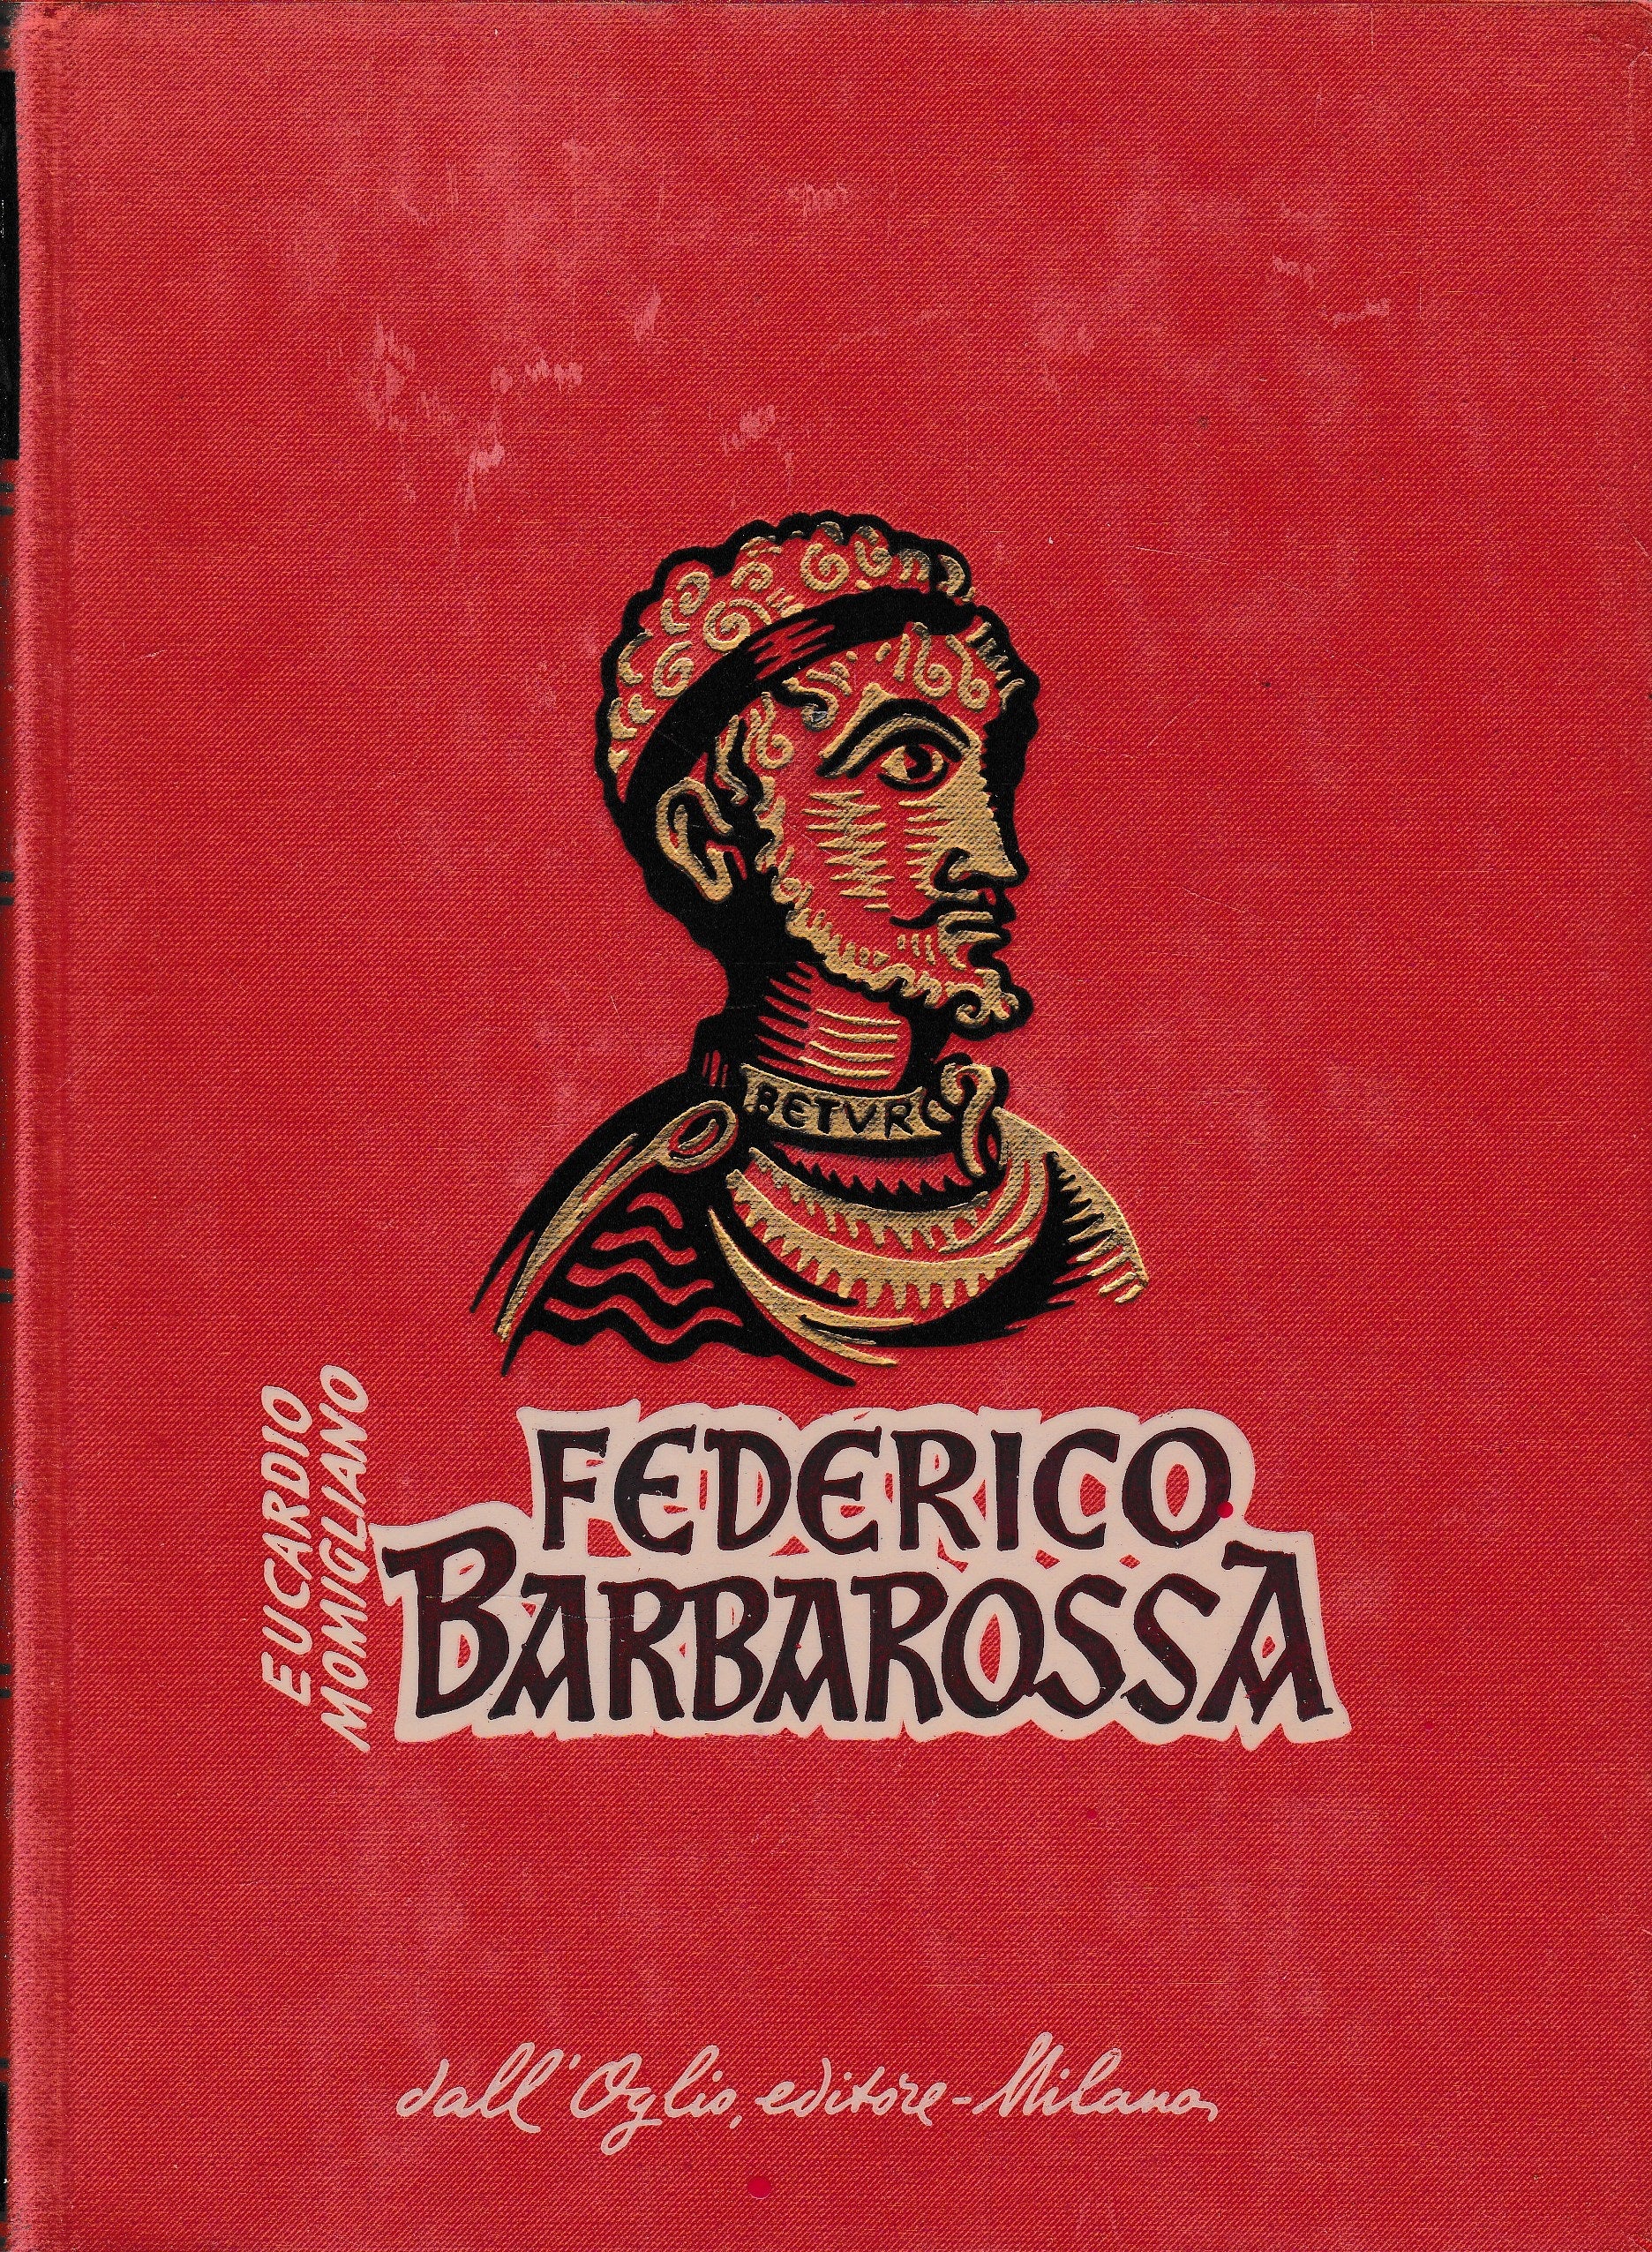 BETVR
EUCARDIO
MOMIGLIANO
FEDERICO
BARBAROSSA
dall'Oglio, editore-Milano